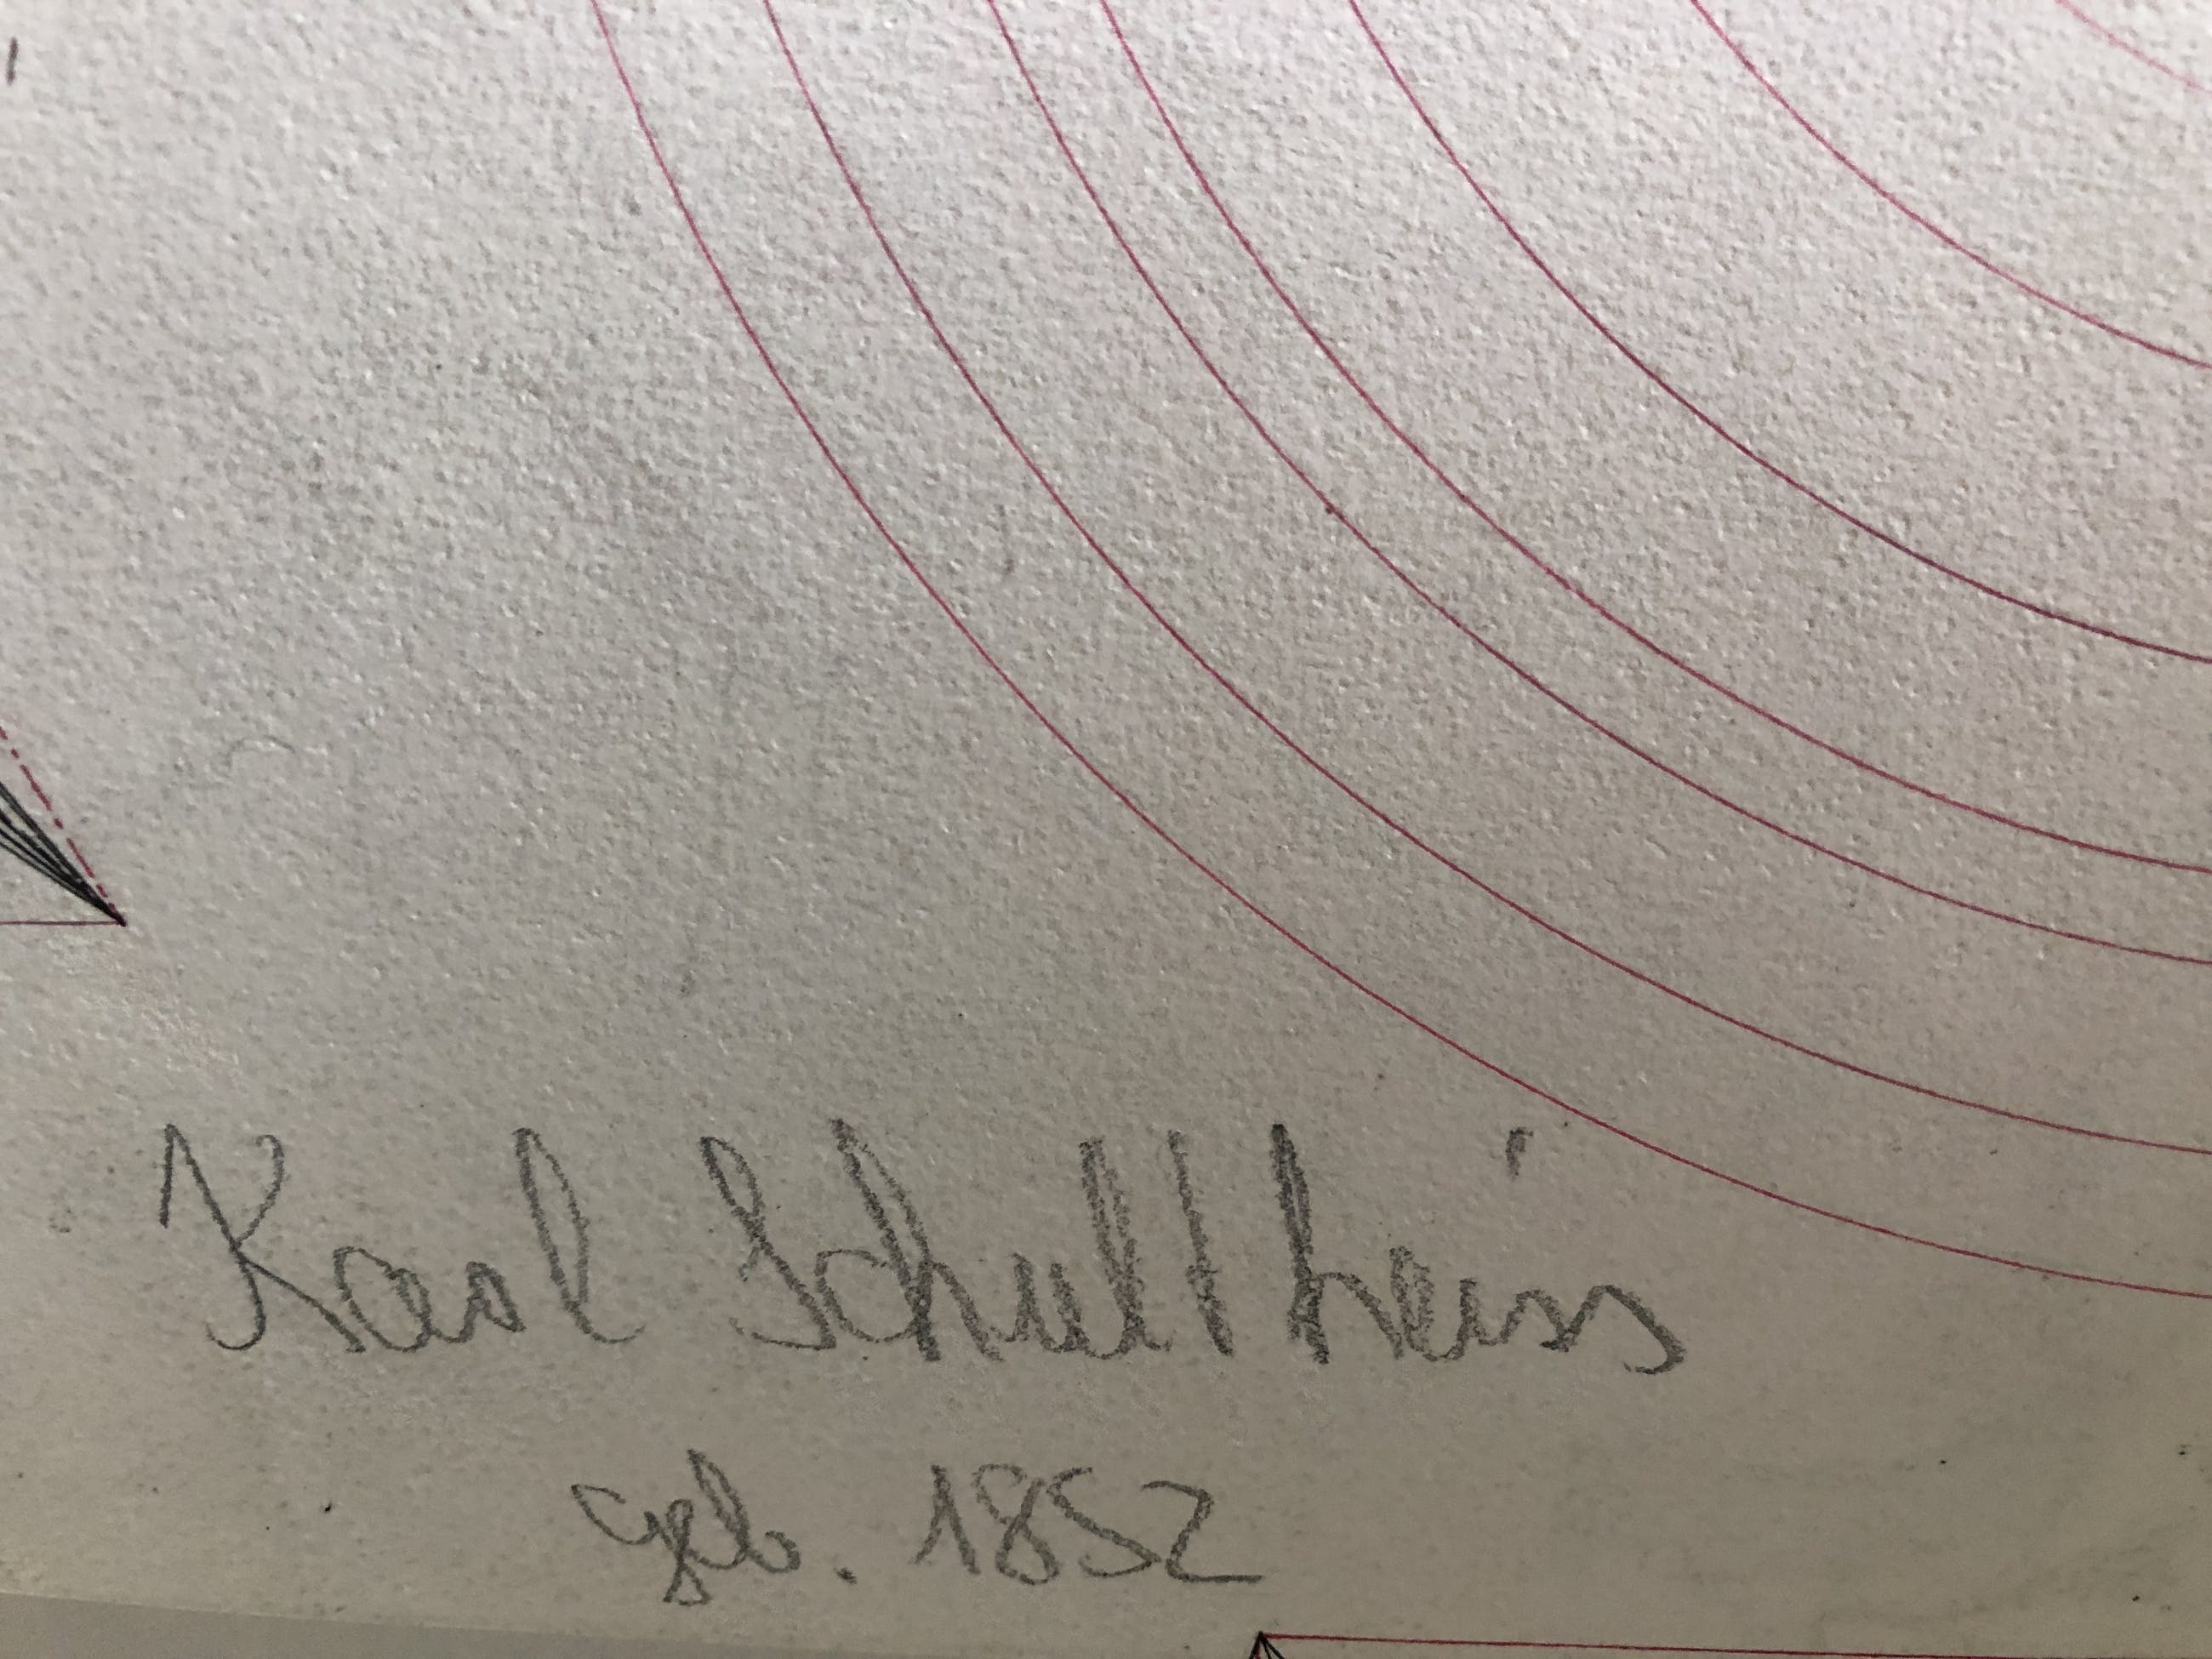 Karl Schultheiss
geb. 1852